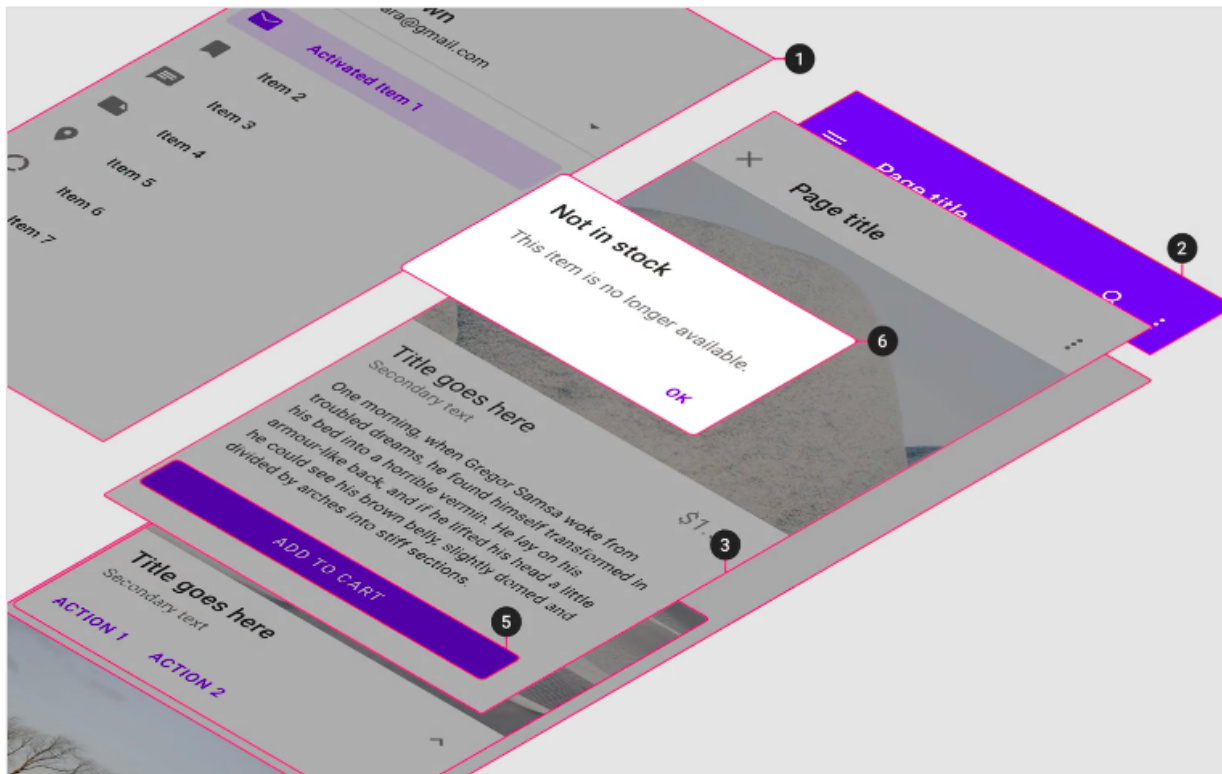 ara@gmail.com
Activated Item 1
Item 2
Item 3
Item 4
Item 5
Item 6
Item 7
1
Page title
2
Page title
Not in stock
This item is no longer available.
OK
6
Title goes here
Secondary text
One morning, when Gregor Samsa woke from
troubled dreams, he found himself transformed in
his bed into a horrible vermin. He lay on his
armour-like back, and if he lifted his head a little
he could see his brown belly, slightly domed and
divided by arches into stiff sections.
$1.
3
ADD TO CART
5
Title goes here
Secondary text
ACTION 1
ACTION 2